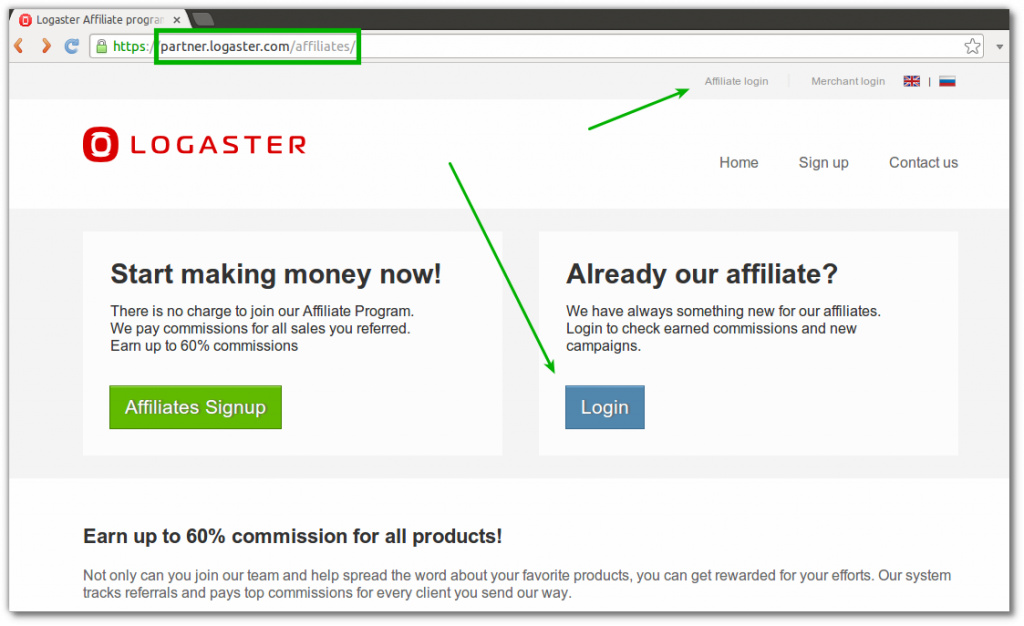 Logaster Affiliate progra
https://partner.logaster.com/affiliates/
Affiliate login Merchant login |
LOGASTER
Home Sign up Contact us
Start making money now!
There is no charge to join our Affiliate Program.
We pay commissions for all sales you referred.
Earn up to 60% commissions
Affiliates Signup
Already our affiliate?
We have always something new for our affiliates.
Login to check earned commissions and new
campaigns.
Login
Earn up to 60% commission for all products!
Not only can you join our team and help spread the word about your favorite products, you can get rewarded for your efforts. Our system
tracks referrals and pays top commissions for every client you send our way.